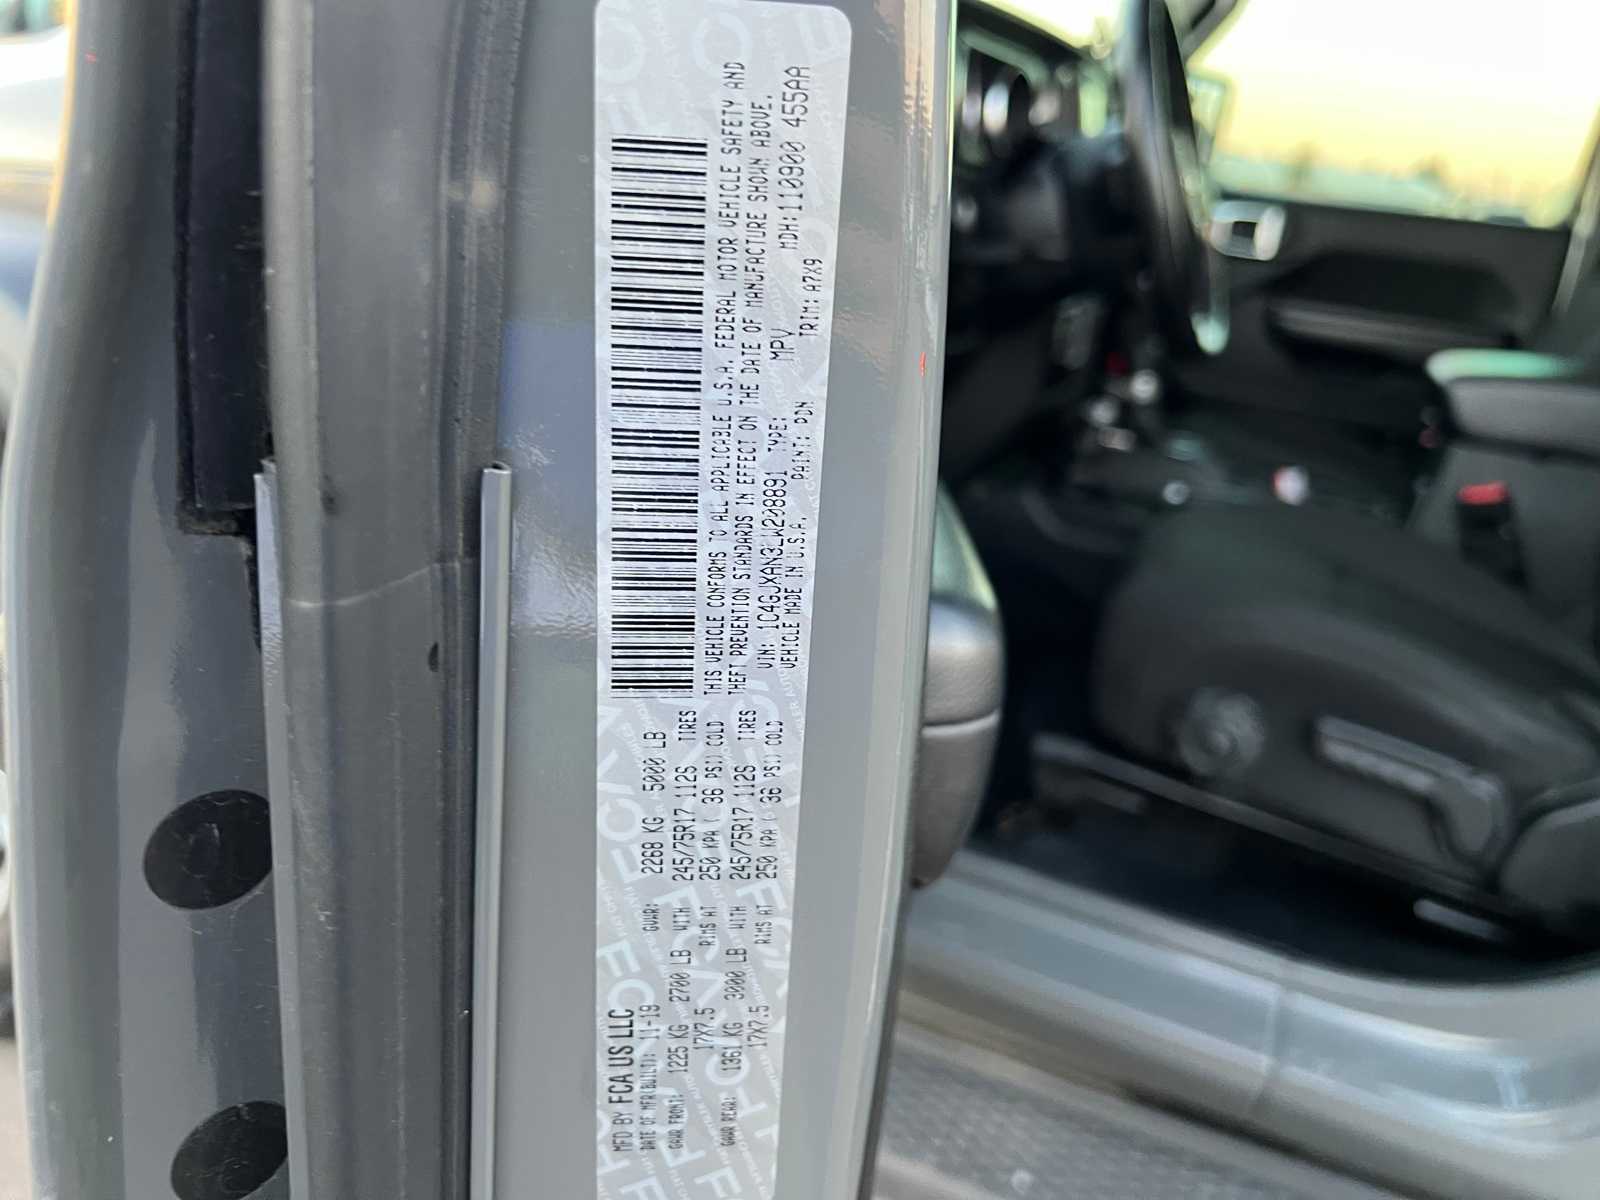 MFD BY FCA US LLC
DATE OF MFR(BUILT): 11-19 GVWR: 2268 KG 5000 LB
GAWR FRONT: 1225 KG 2700 LB WITH 245/75R17 112S TIRES
17X7.5 RIMS AT 250 KPA ( 36 PSI) COLD
GAWR REAR: 1361 KG 3000 LB WITH 245/75R17 112S TIRES
17X7.5 RIMS AT 250 KPA ( 36 PSI) COLD
THIS VEHICLE CONFORMS TO ALL APPLICABLE U.S.A. FEDERAL MOTOR VEHICLE SAFETY AND
THEFT PREVENTION STANDARDS IN EFFECT ON THE DATE OF MANUFACTURE SHOWN ABOVE.
VIN: 1C4GJXAN3LW208891 TYPE: MPV MDH:110900 455AA
VEHICLE MADE IN U.S.A. PAINT: PDN TRIM: A7X9